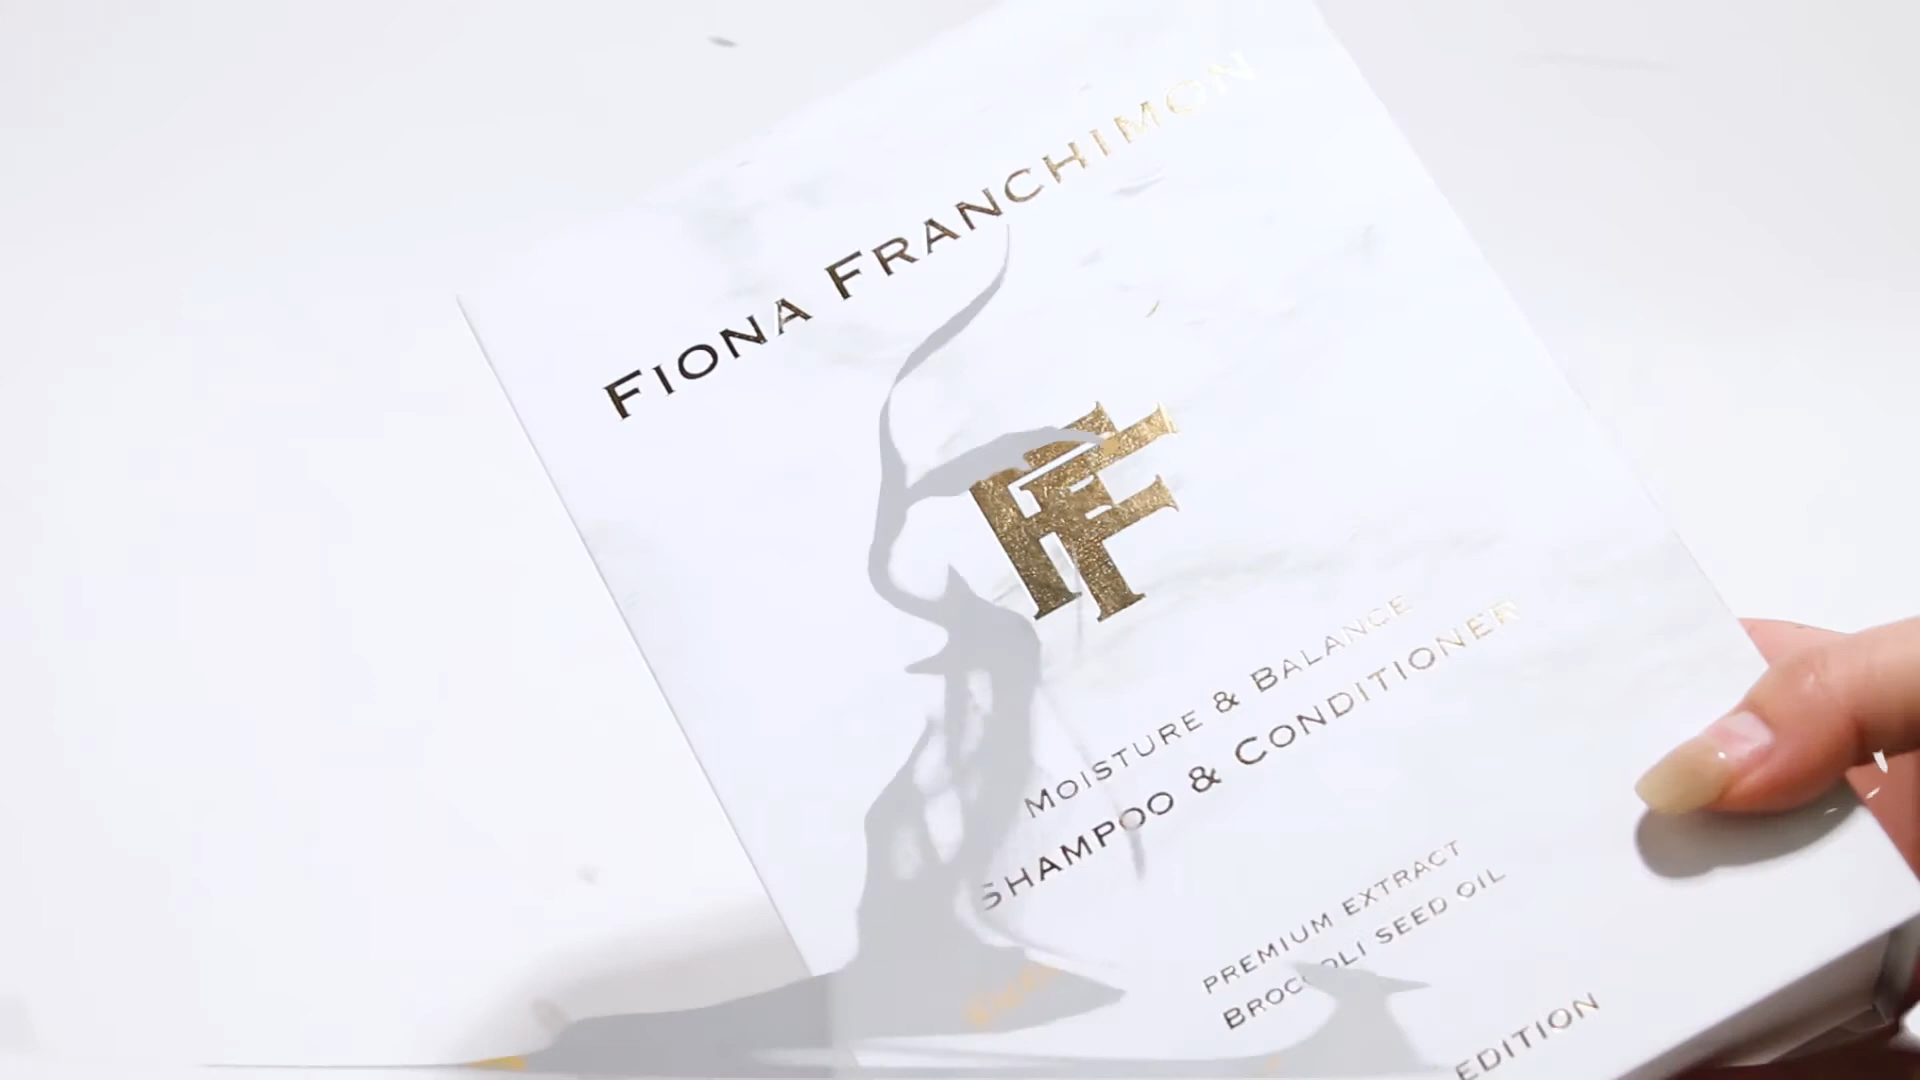 FIONA FRANCHIMON
FF
MOISTURE & BALANCE
SHAMPOO & CONDITIONER
PREMIUM EXTRACT
BROCCOLI SEED OIL
EDITION